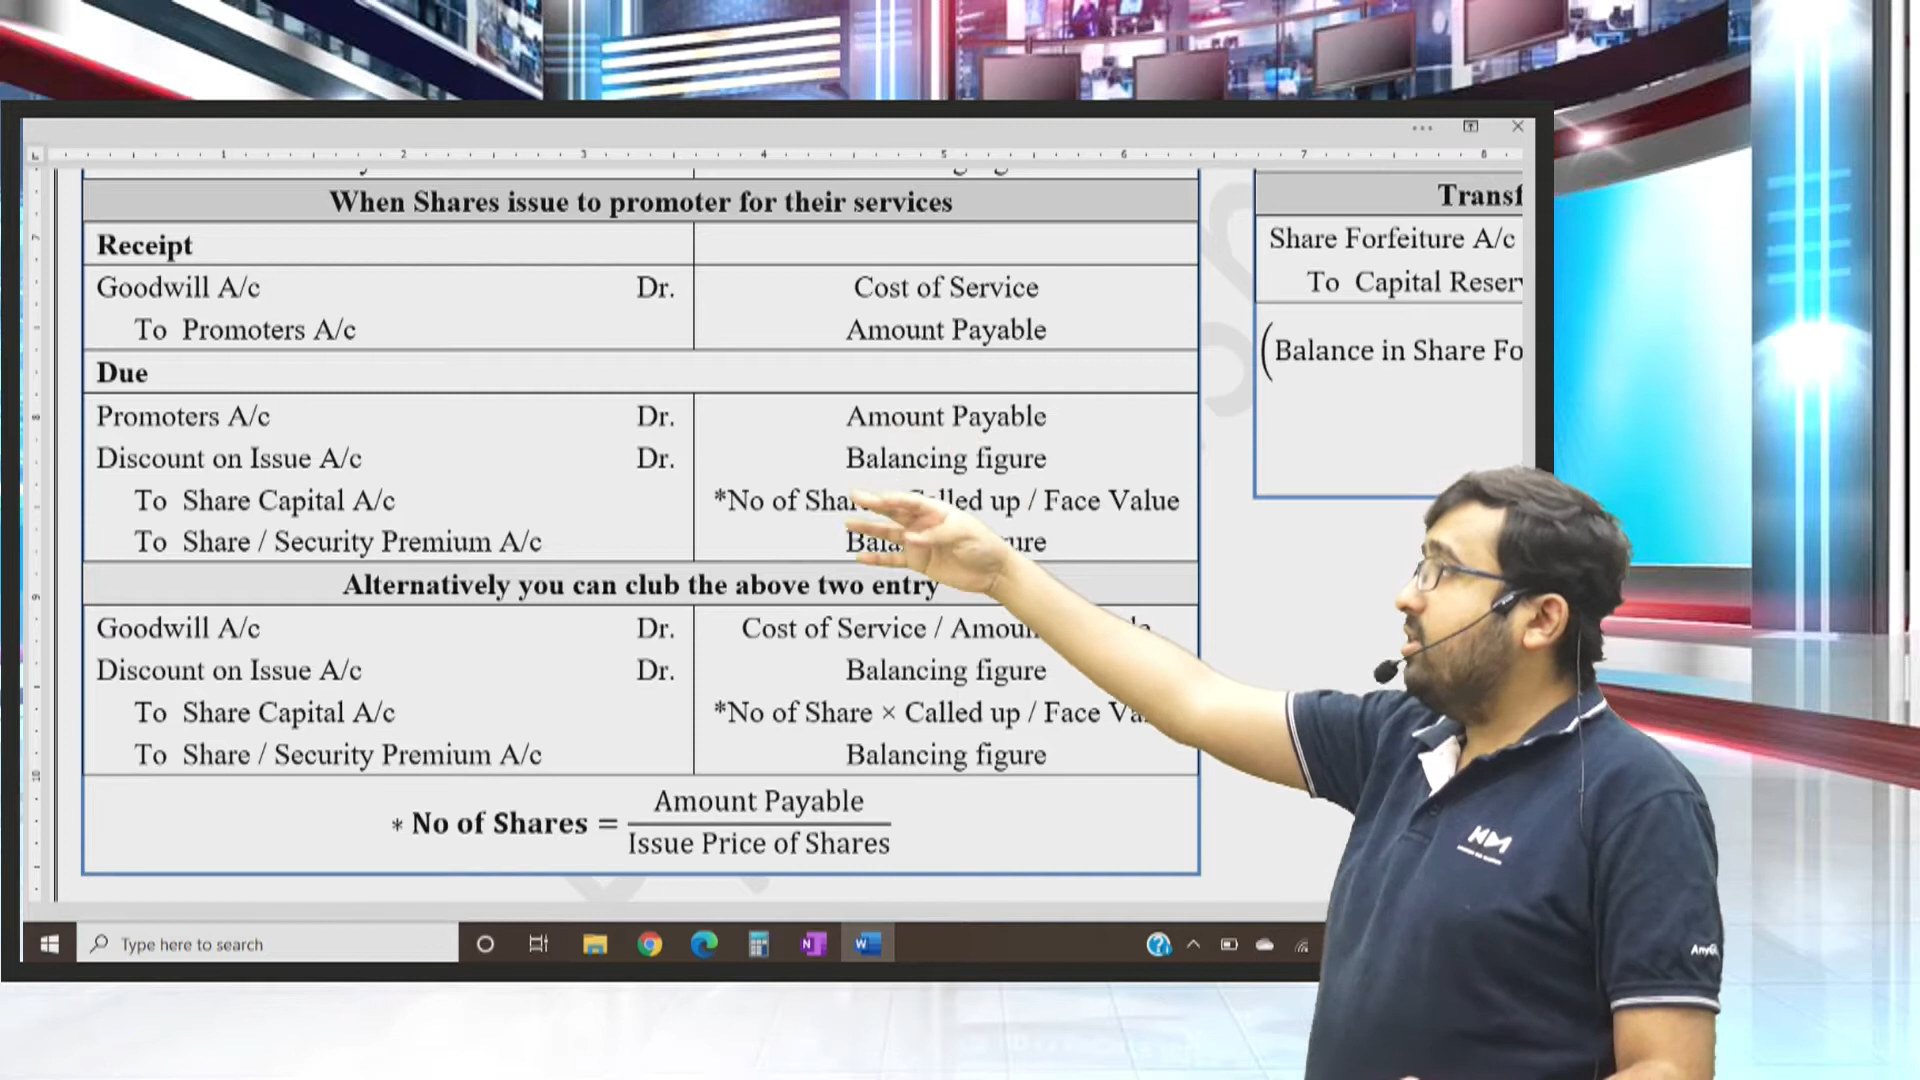 When Shares issue to promoter for their services
Receipt
Goodwill A/c Dr. Cost of Service
To Promoters A/c Amount Payable
Due
Promoters A/c Dr. Amount Payable
Discount on Issue A/c Dr. Balancing figure
To Share Capital A/c *No of Called up / Face Value
To Share / Security Premium A/c
Alternatively you can club the above two entry
Goodwill A/c Dr. Cost of Service /
Discount on Issue A/c Dr. Balancing figure
To Share Capital A/c *No of Share × Called up / Face
To Share / Security Premium A/c Balancing figure
* No of Shares = Amount Payable
Issue Price of Shares
Share Forfeiture A/c
To Capital
(Balance in Share
Type here to search